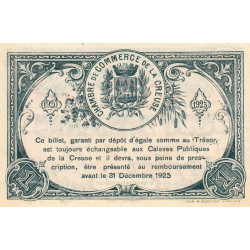 CHAMBRE DE COMMERCE DE LA CREUSE
1920 1925
Ce billet, garanti par dépôt d'égale somme au Trésor,
est toujours échangeable aux Caisses Publiques
de la Creuse et il devra, sous peine de pres-
cription, être présenté au remboursement
avant le 31 Décembre 1925
1 1